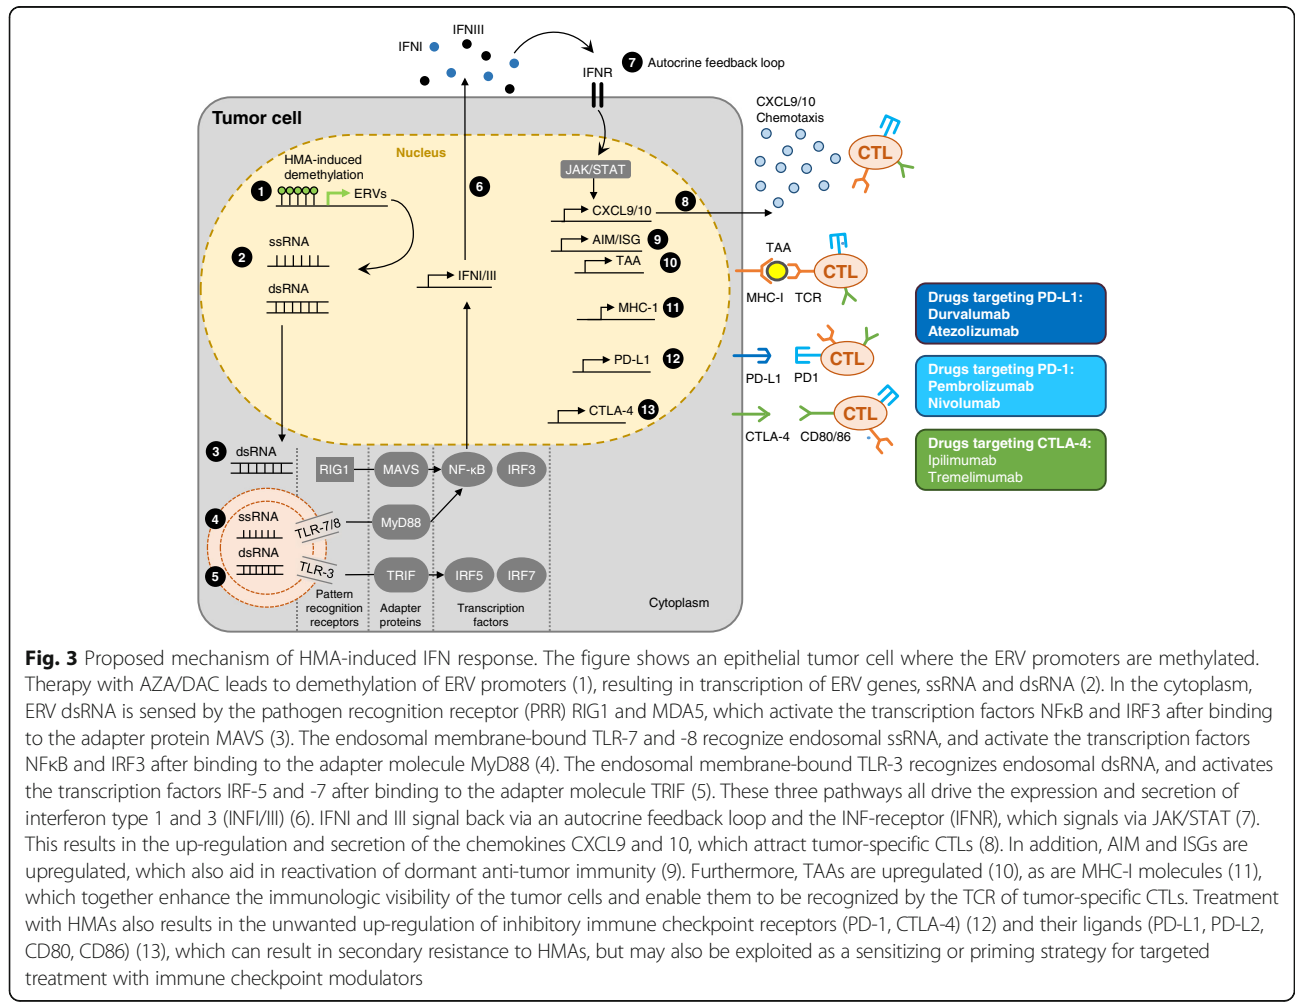 IFNIII
IFNI
IFNR
7 Autocrine feedback loop
Tumor cell
CXCL9/10
Chemotaxis
CTL
Nucleus
HMA-induced
demethylation
1
ERVs
6
JAK/STAT
8
CXCL9/10
ssRNA
2
AIM/ISG 9
TAA 10
TAA
CTL
IFNI/III
dsRNA
MHC-I TCR
MHC-1 11
Drugs targeting PD-L1:
Durvalumab
Atezolizumab
PD-L1 12
CTL
PD-L1 PD1
Drugs targeting PD-1:
Pembrolizumab
Nivolumab
CTLA-4 13
CTL
CTLA-4 CD80/86
Drugs targeting CTLA-4:
Ipilimumab
Tremelimumab
3 dsRNA
RIG1 MAVS NF-κB IRF3
4 ssRNA
TLR-7/8 MyD88
dsRNA
5 TLR-3 TRIF IRF5 IRF7
Pattern
recognition
receptors
Adapter
proteins
Transcription
factors
Cytoplasm
Fig. 3 Proposed mechanism of HMA-induced IFN response. The figure shows an epithelial tumor cell where the ERV promoters are methylated.
Therapy with AZA/DAC leads to demethylation of ERV promoters (1), resulting in transcription of ERV genes, ssRNA and dsRNA (2). In the cytoplasm,
ERV dsRNA is sensed by the pathogen recognition receptor (PRR) RIG1 and MDA5, which activate the transcription factors NFκB and IRF3 after binding
to the adapter protein MAVS (3). The endosomal membrane-bound TLR-7 and -8 recognize endosomal ssRNA, and activate the transcription factors
NFκB and IRF3 after binding to the adapter molecule MyD88 (4). The endosomal membrane-bound TLR-3 recognizes endosomal dsRNA, and activates
the transcription factors IRF-5 and -7 after binding to the adapter molecule TRIF (5). These three pathways all drive the expression and secretion of
interferon type 1 and 3 (INFI/III) (6). IFNI and III signal back via an autocrine feedback loop and the INF-receptor (IFNR), which signals via JAK/STAT (7).
This results in the up-regulation and secretion of the chemokines CXCL9 and 10, which attract tumor-specific CTLs (8). In addition, AIM and ISGs are
upregulated, which also aid in reactivation of dormant anti-tumor immunity (9). Furthermore, TAAs are upregulated (10), as are MHC-I molecules (11),
which together enhance the immunologic visibility of the tumor cells and enable them to be recognized by the TCR of tumor-specific CTLs. Treatment
with HMAs also results in the unwanted up-regulation of inhibitory immune checkpoint receptors (PD-1, CTLA-4) (12) and their ligands (PD-L1, PD-L2,
CD80, CD86) (13), which can result in secondary resistance to HMAs, but may also be exploited as a sensitizing or priming strategy for targeted
treatment with immune checkpoint modulators